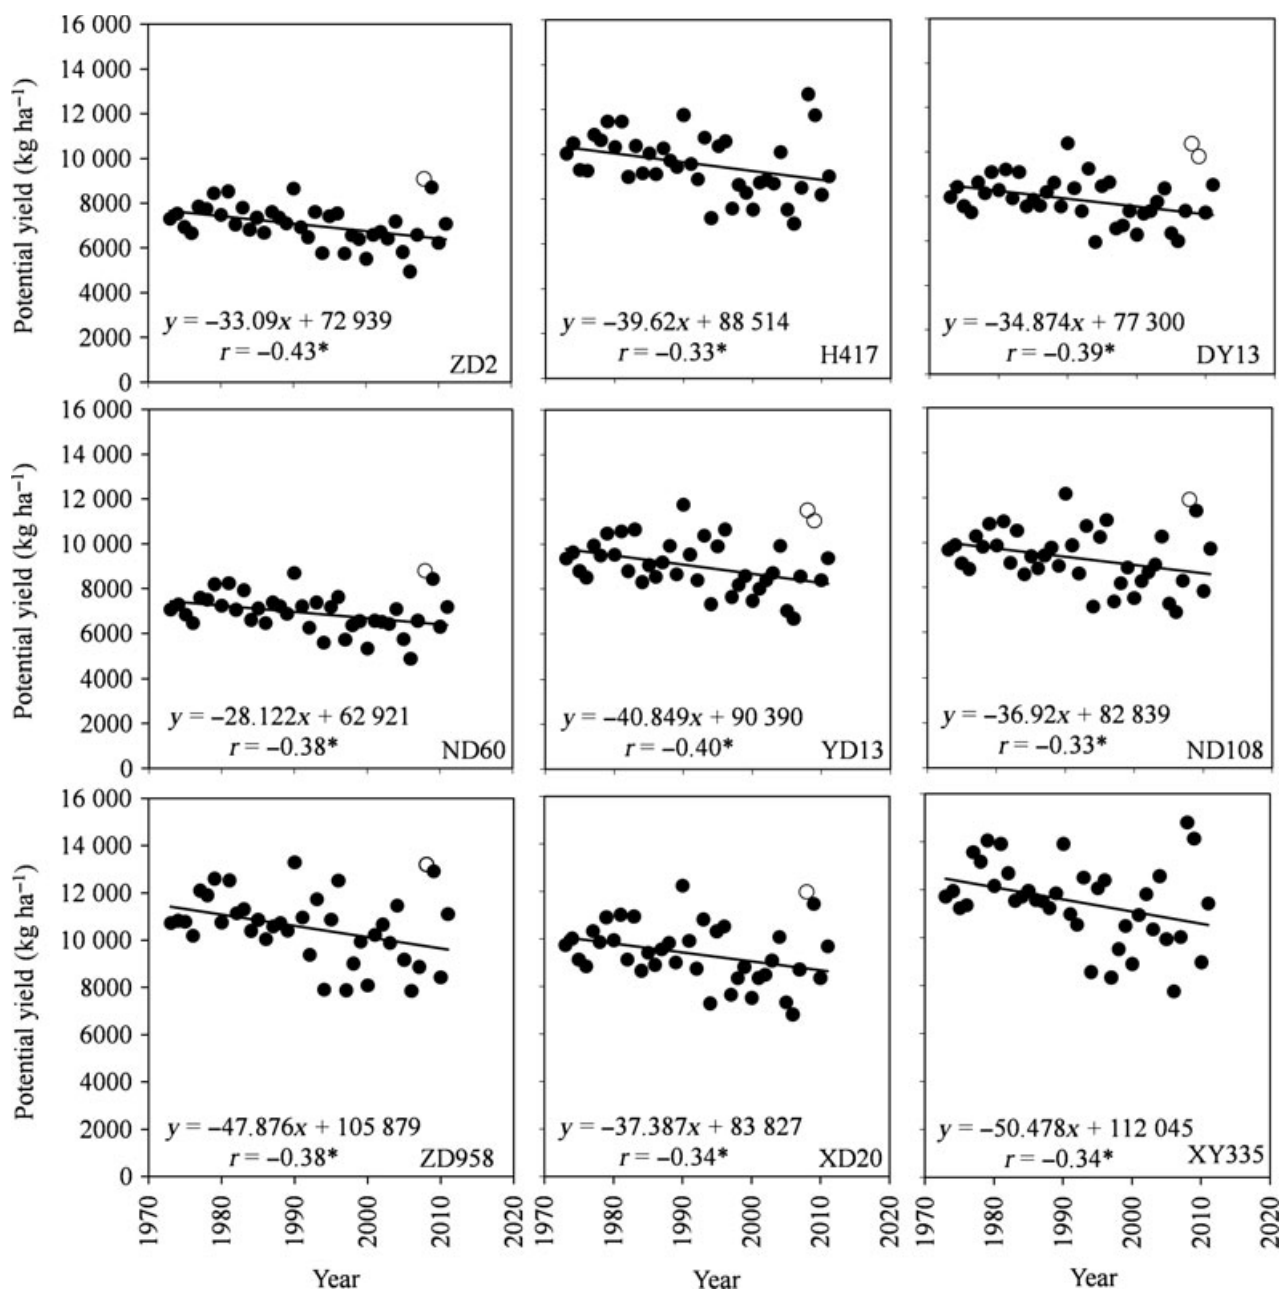 Potential yield (kg ha⁻¹)
16 000
14 000
12 000
10 000
8000
6000
4000
2000
0
y = −33.09x + 72 939
r = −0.43*
ZD2
y = −39.62x + 88 514
r = −0.33*
H417
y = −34.874x + 77 300
r = −0.39*
DY13
Potential yield (kg ha⁻¹)
16 000
14 000
12 000
10 000
8000
6000
4000
2000
0
y = −28.122x + 62 921
r = −0.38*
ND60
y = −40.849x + 90 390
r = −0.40*
YD13
y = −36.92x + 82 839
r = −0.33*
ND108
Potential yield (kg ha⁻¹)
16 000
14 000
12 000
10 000
8000
6000
4000
2000
0
y = −47.876x + 105 879
r = −0.38*
ZD958
y = −37.387x + 83 827
r = −0.34*
XD20
y = −50.478x + 112 045
r = −0.34*
XY335
1970
1980
1990
2000
2010
2020
Year
1970
1980
1990
2000
2010
2020
Year
1970
1980
1990
2000
2010
2020
Year